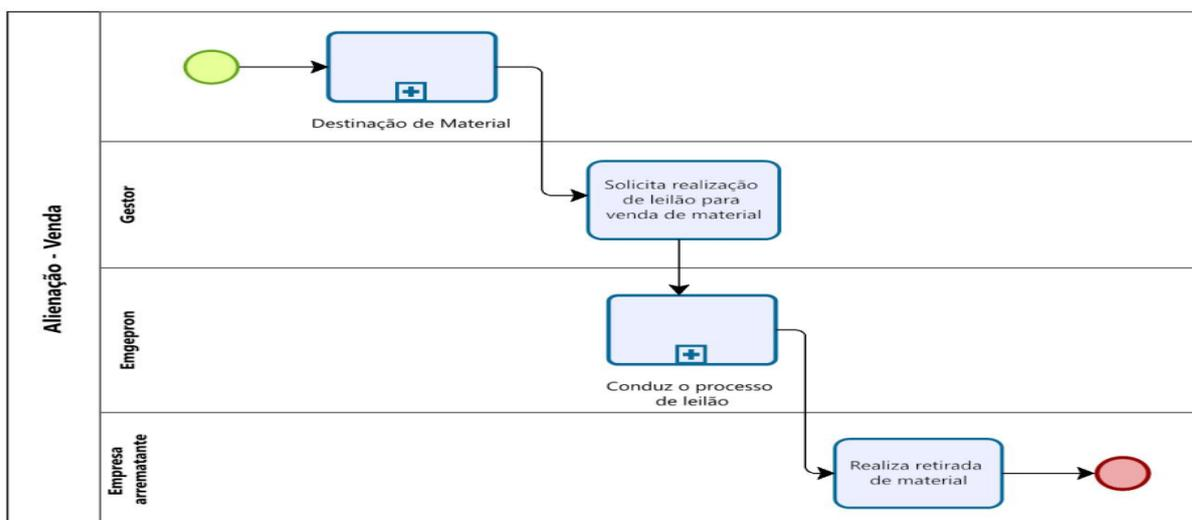 Alienação - Venda
Destinação de Material
Gestor
Solicita realização
de leilão para
venda de material
Emgepron
Conduz o processo
de leilão
Empresa
arrematante
Realiza retirada
de material